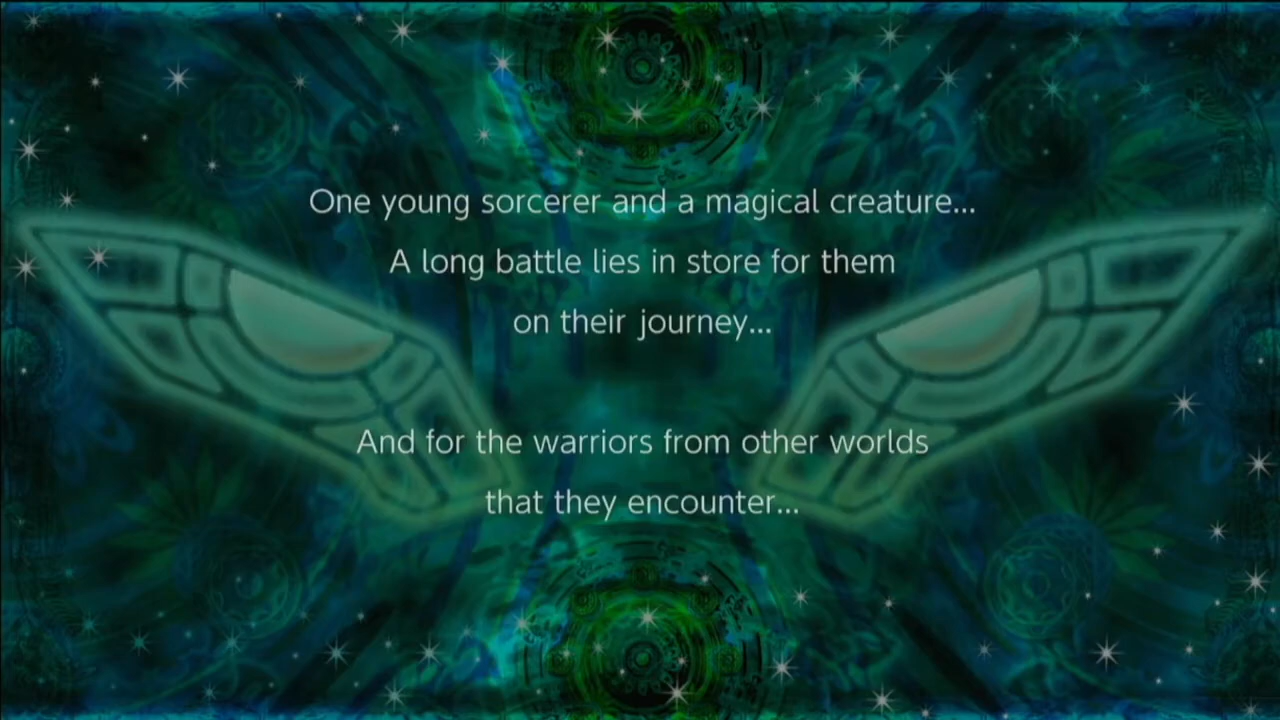 One young sorcerer and a magical creature...
A long battle lies in store for them
on their journey...
And for the warriors from other worlds
that they encounter...